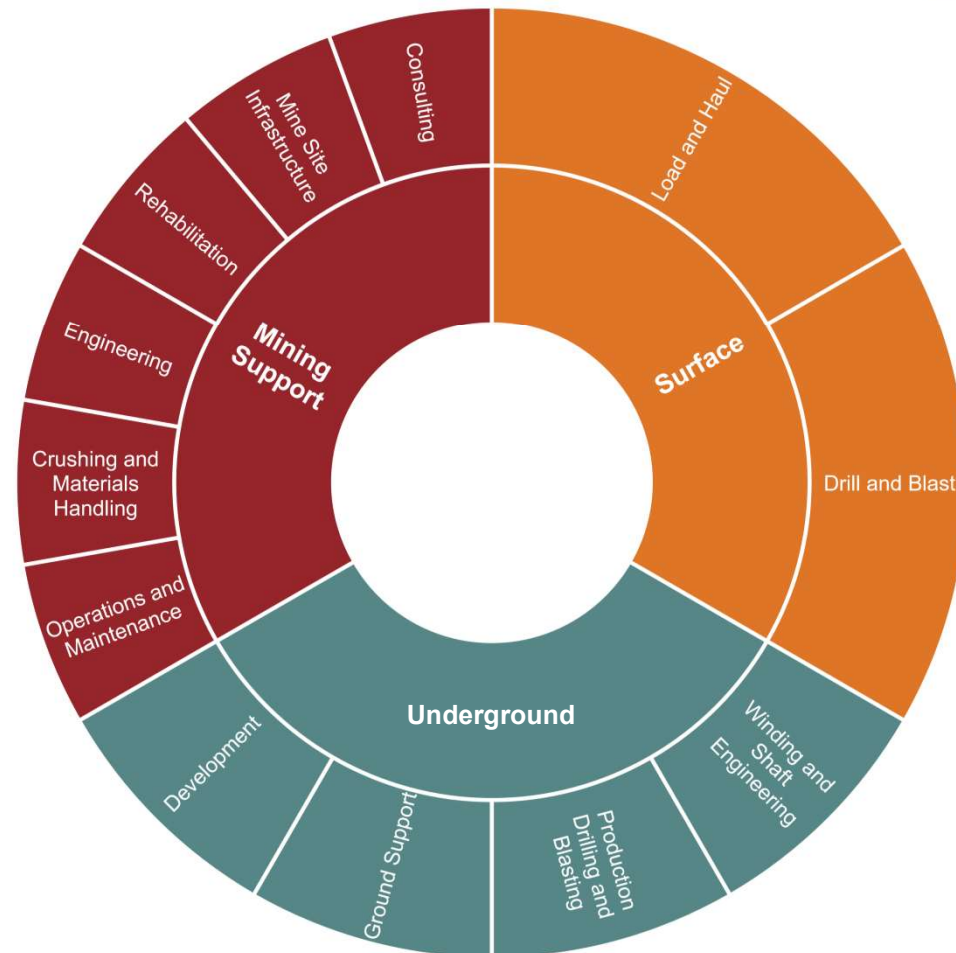 Consulting
Mine Site
Infrastructure
Rehabilitation
Engineering
Crushing and
Materials
Handling
Operations and
Maintenance
Mining
Support
Load and Haul
Surface
Drill and Blast
Underground
Development
Ground Support
Production
Drilling and
Blasting
Winding and
Shaft
Engineering